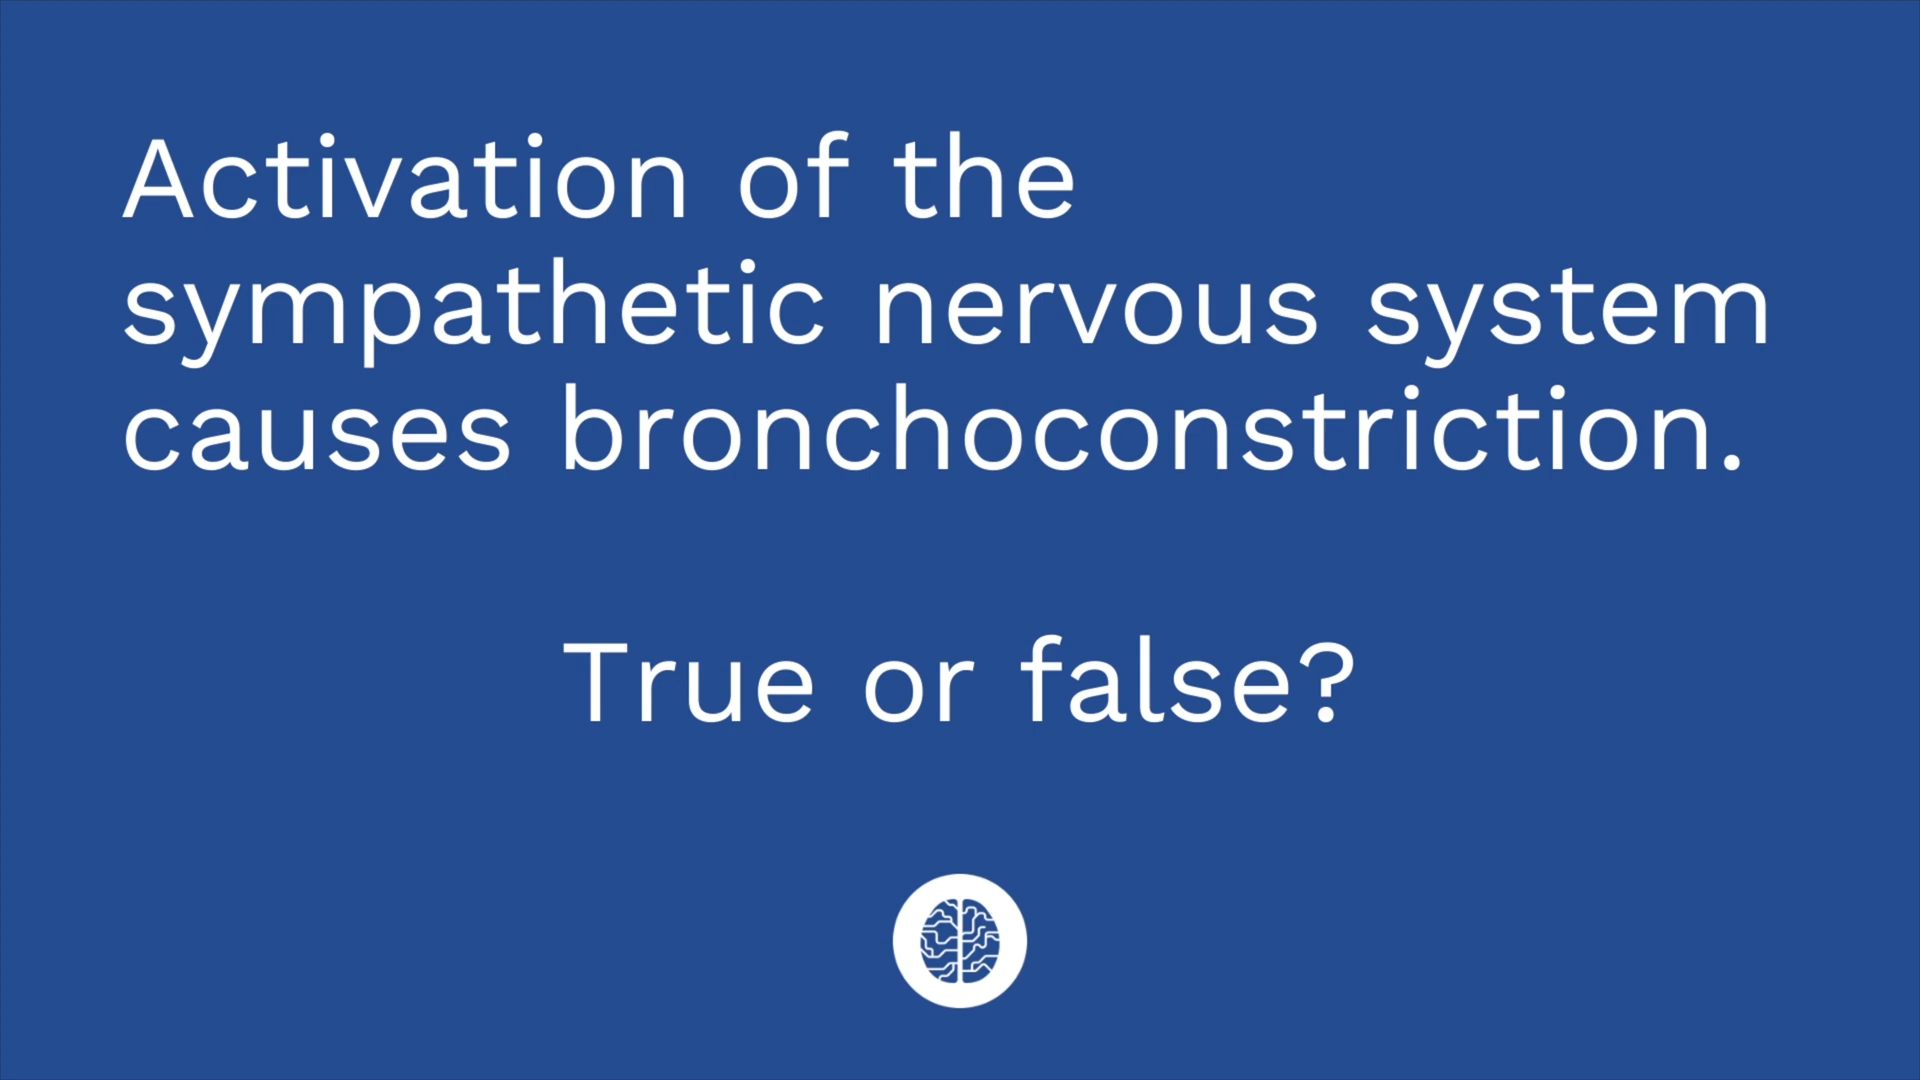 Activation of the
sympathetic nervous system
causes bronchoconstriction.
True or false?